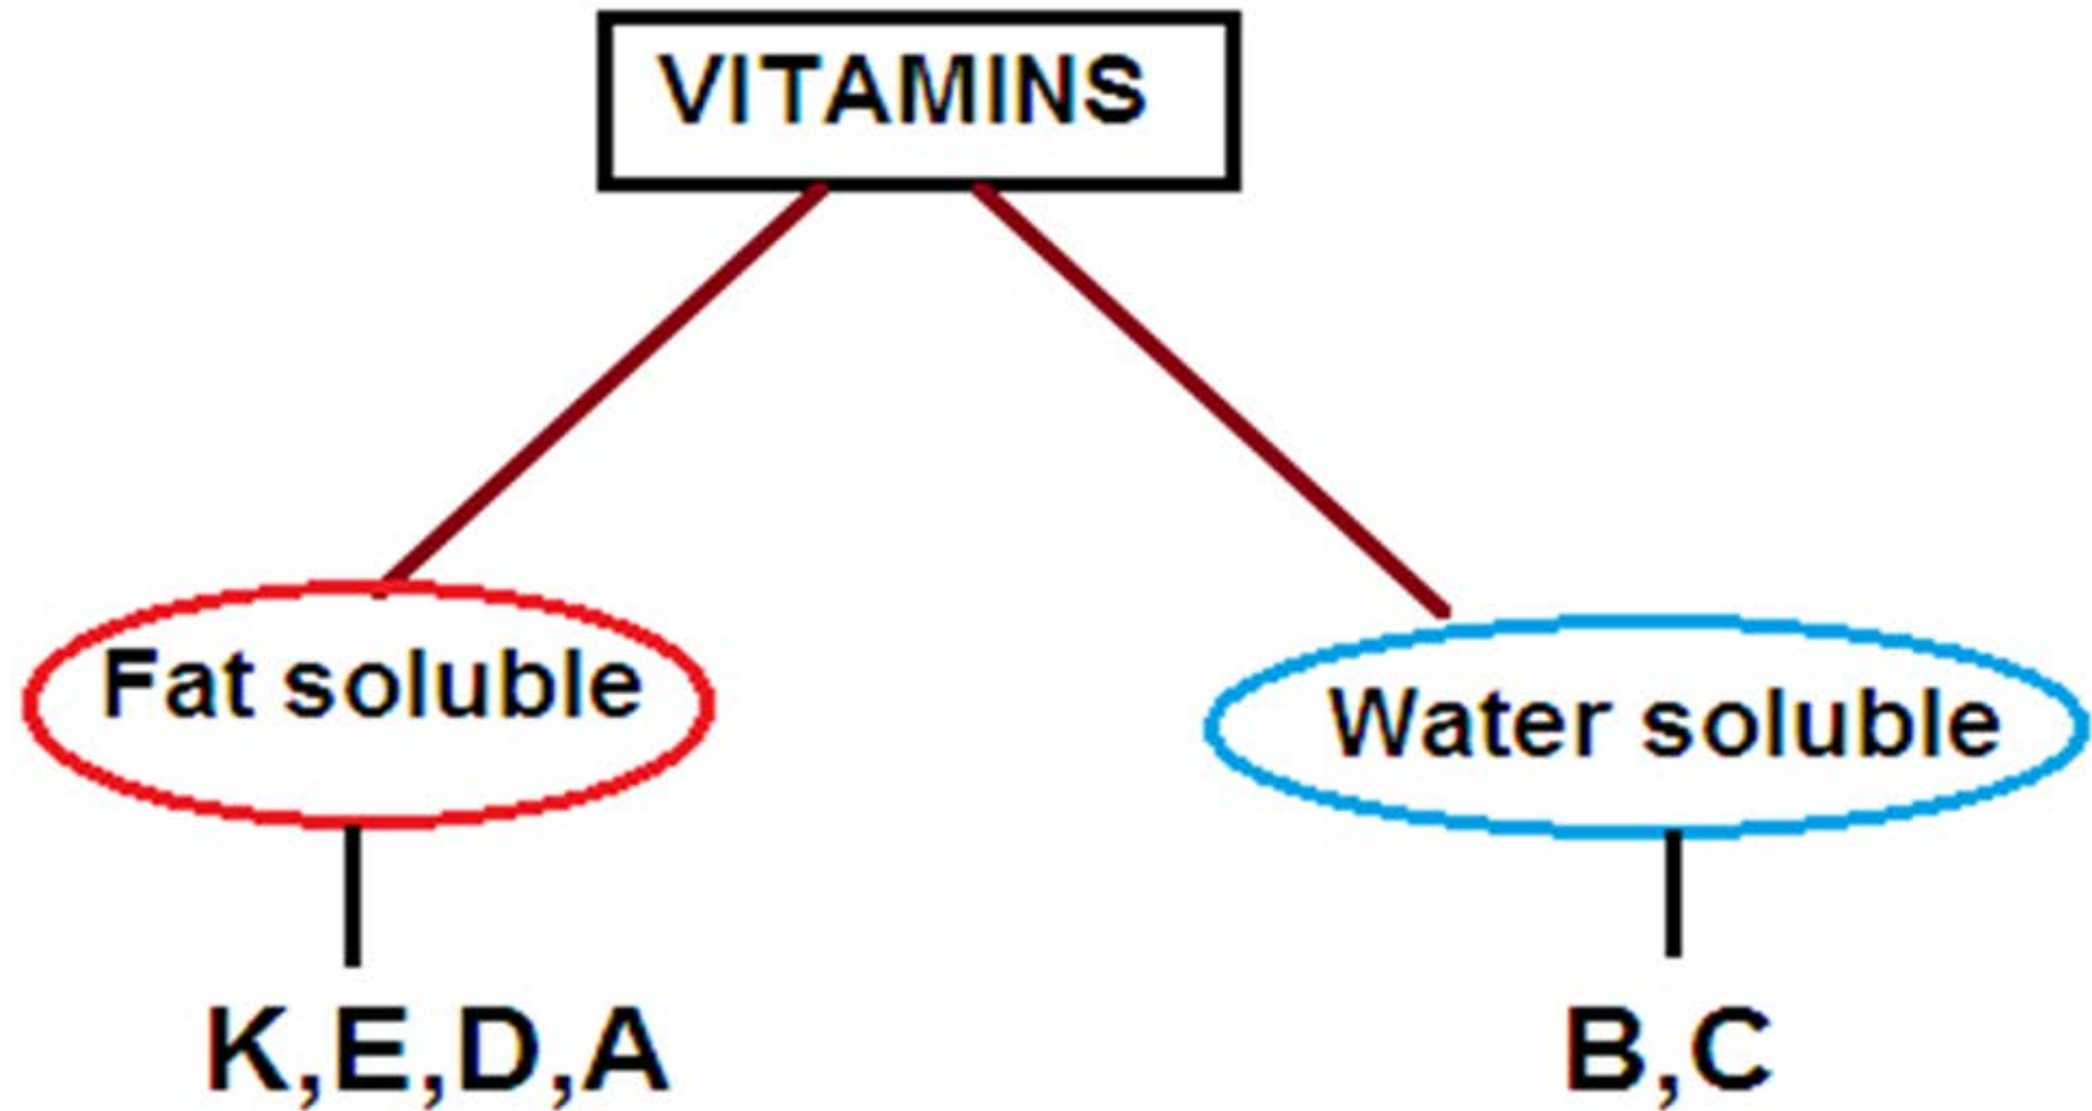 VITAMINS
Fat soluble
Water soluble
K,E,D,A
B,C